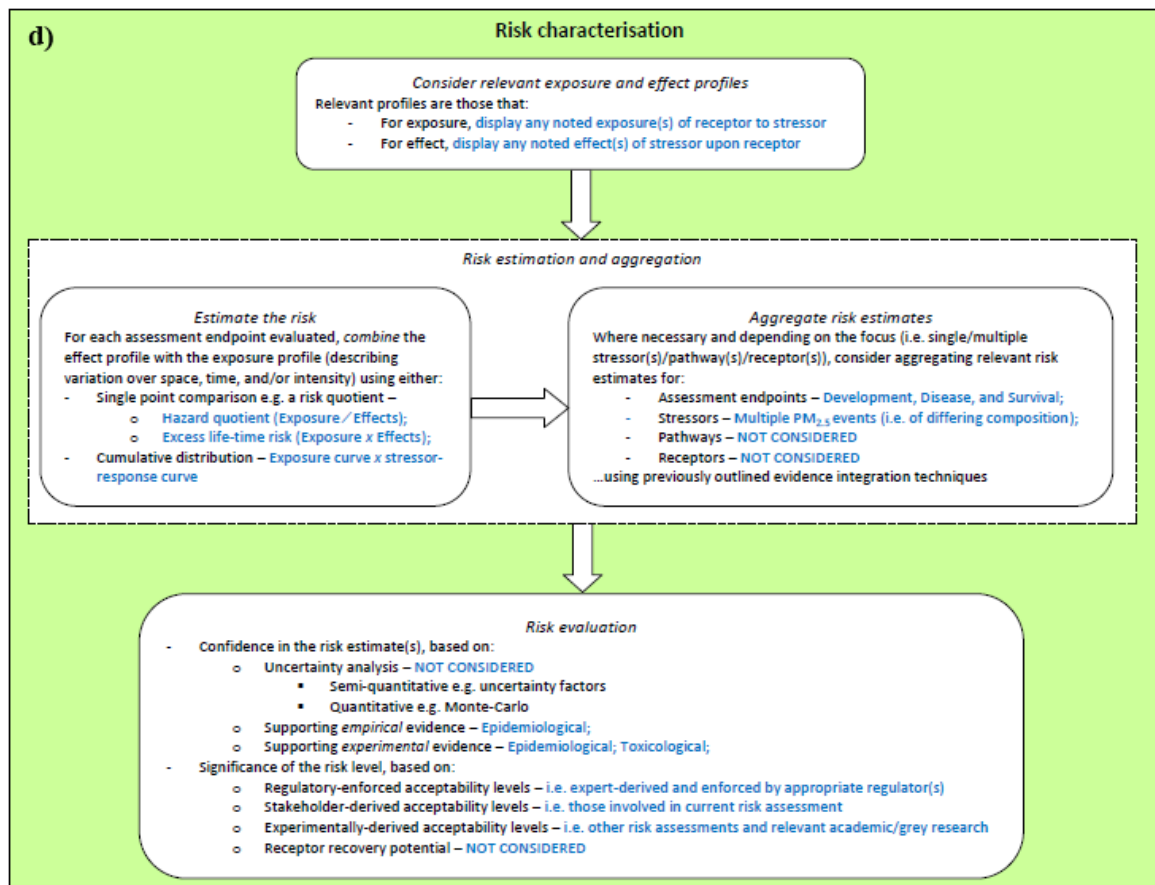 d)
Risk characterisation
Consider relevant exposure and effect profiles
Relevant profiles are those that:
- For exposure, display any noted exposure(s) of receptor to stressor
- For effect, display any noted effect(s) of stressor upon receptor
Risk estimation and aggregation
Estimate the risk
For each assessment endpoint evaluated, combine the
effect profile with the exposure profile (describing
variation over space, time, and/or intensity) using either:
- Single point comparison e.g. a risk quotient –
o Hazard quotient (Exposure ∕ Effects);
o Excess life-time risk (Exposure x Effects);
- Cumulative distribution – Exposure curve x stressor-
response curve
Aggregate risk estimates
Where necessary and depending on the focus (i.e. single/multiple
stressor(s)/pathway(s)/receptor(s)), consider aggregating relevant risk
estimates for:
- Assessment endpoints – Development, Disease, and Survival;
- Stressors – Multiple PM2.5 events (i.e. of differing composition);
- Pathways – NOT CONSIDERED
- Receptors – NOT CONSIDERED
...using previously outlined evidence integration techniques
Risk evaluation
- Confidence in the risk estimate(s), based on:
o Uncertainty analysis – NOT CONSIDERED
▪ Semi-quantitative e.g. uncertainty factors
▪ Quantitative e.g. Monte-Carlo
o Supporting empirical evidence – Epidemiological;
o Supporting experimental evidence – Epidemiological; Toxicological;
- Significance of the risk level, based on:
o Regulatory-enforced acceptability levels – i.e. expert-derived and enforced by appropriate regulator(s)
o Stakeholder-derived acceptability levels – i.e. those involved in current risk assessment
o Experimentally-derived acceptability levels – i.e. other risk assessments and relevant academic/grey research
o Receptor recovery potential – NOT CONSIDERED